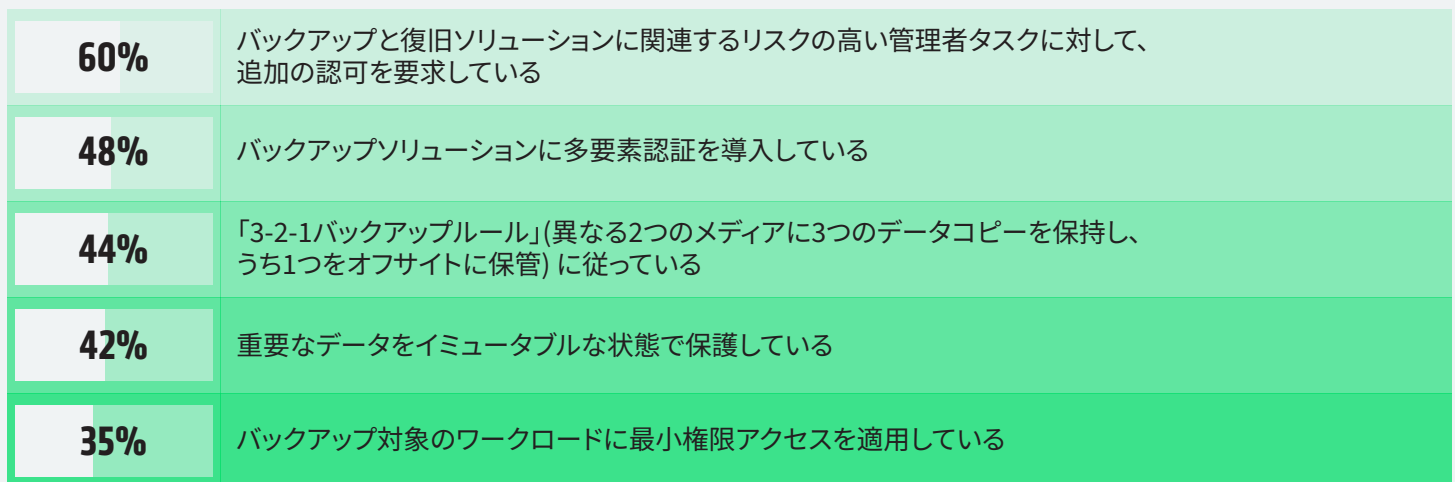 60%
バックアップと復旧ソリューションに関連するリスクの高い管理者タスクに対して、
追加の認可を要求している
48%
バックアップソリューションに多要素認証を導入している
44%
「3-2-1バックアップルール」(異なる2つのメディアに3つのデータコピーを保持し、
うち1つをオフサイトに保管) に従っている
42%
重要なデータをイミュータブルな状態で保護している
35%
バックアップ対象のワークロードに最小権限アクセスを適用している